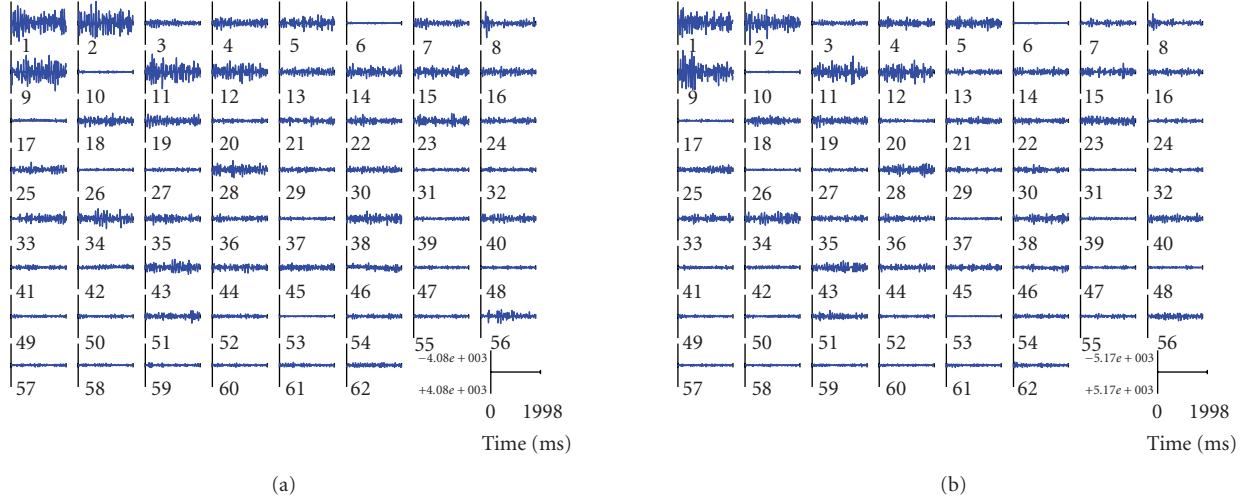 1 2 3 4 5 6 7 8
9 10 11 12 13 14 15 16
17 18 19 20 21 22 23 24
25 26 27 28 29 30 31 32
33 34 35 36 37 38 39 40
41 42 43 44 45 46 47 48
49 50 51 52 53 54 55 56
−4.08e + 003
57 58 59 60 61 62 +4.08e + 003
0 1998
Time (ms)
(a)
1 2 3 4 5 6 7 8
9 10 11 12 13 14 15 16
17 18 19 20 21 22 23 24
25 26 27 28 29 30 31 32
33 34 35 36 37 38 39 40
41 42 43 44 45 46 47 48
49 50 51 52 53 54 55 56
−5.17e + 003
57 58 59 60 61 62 +5.17e + 003
0 1998
Time (ms)
(b)